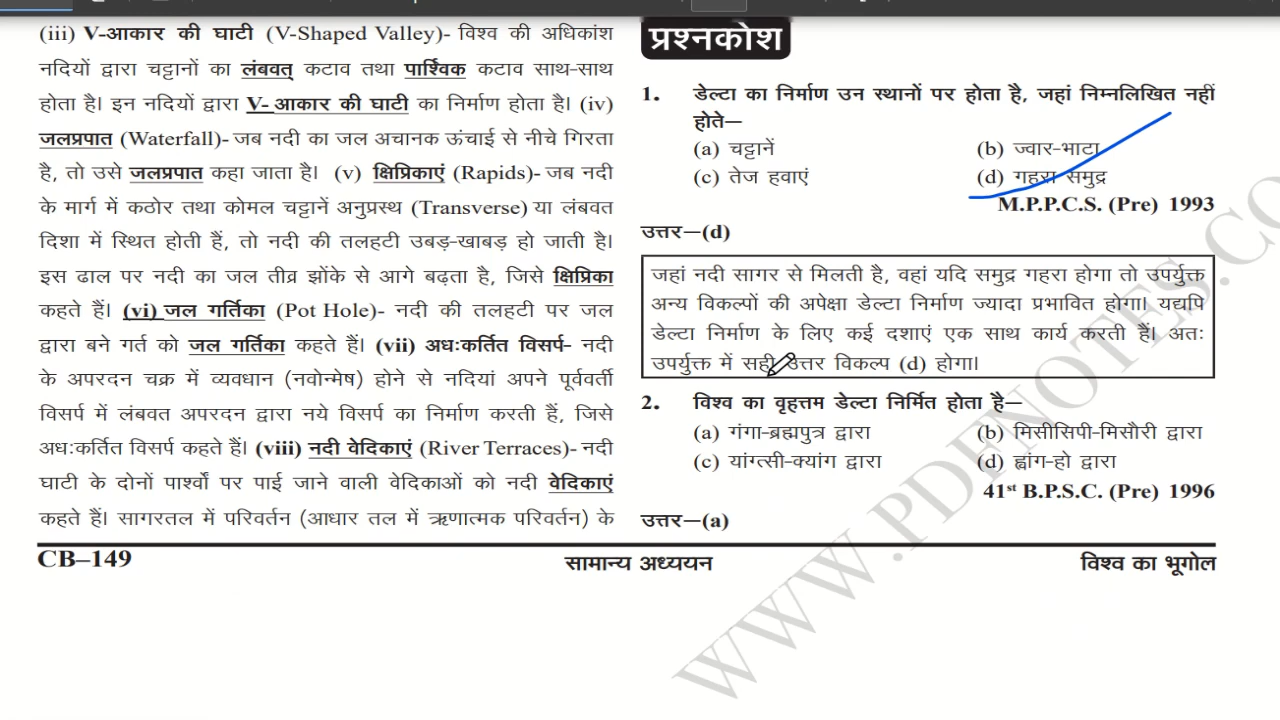 (iii) V-आकार की घाटी (V-Shaped Valley)- विश्व की अधिकांश
नदियों द्वारा चट्टानों का लंबवत् कटाव तथा पार्श्विक कटाव साथ-साथ
होता है। इन नदियों द्वारा V- आकार की घाटी का निर्माण होता है। (iv)
जलप्रपात (Waterfall)- जब नदी का जल अचानक ऊंचाई से नीचे गिरता
है, तो उसे जलप्रपात कहा जाता है। (v) क्षिप्रिकाएं (Rapids)- जब नदी
के मार्ग में कठोर तथा कोमल चट्टानें अनुप्रस्थ (Transverse) या लंबवत
दिशा में स्थित होती हैं, तो नदी की तलहटी उबड़-खाबड़ हो जाती है।
इस ढाल पर नदी का जल तीव्र झोंके से आगे बढ़ता है, जिसे क्षिप्रिका
कहते हैं। (vi) जल गर्तिका (Pot Hole)- नदी की तलहटी पर जल
द्वारा बने गर्त को जल गर्तिका कहते हैं। (vii) अधःकर्तित विसर्प- नदी
के अपरदन चक्र में व्यवधान (नवोन्मेष) होने से नदियां अपने पूर्ववर्ती
विसर्प में लंबवत अपरदन द्वारा नये विसर्प का निर्माण करती हैं, जिसे
अधःकर्तित विसर्प कहते हैं। (viii) नदी वेदिकाएं (River Terraces)- नदी
घाटी के दोनों पार्श्वों पर पाई जाने वाली वेदिकाओं को नदी वेदिकाएं
कहते हैं। सागरतल में परिवर्तन (आधार तल में ऋणात्मक परिवर्तन) के
प्रश्नकोश
1. डेल्टा का निर्माण उन स्थानों पर होता है, जहां निम्नलिखित नहीं
होते–
(a) चट्टानें (b) ज्वार-भाटा
(c) तेज हवाएं (d) गहरा समुद्र
M.P.P.C.S. (Pre) 1993
उत्तर–(d)
जहां नदी सागर से मिलती है, वहां यदि समुद्र गहरा होगा तो उपर्युक्त
अन्य विकल्पों की अपेक्षा डेल्टा निर्माण ज्यादा प्रभावित होगा। यद्यपि
डेल्टा निर्माण के लिए कई दशाएं एक साथ कार्य करती हैं। अतः
उपर्युक्त में सही उत्तर विकल्प (d) होगा।
2. विश्व का वृहत्तम डेल्टा निर्मित होता है–
(a) गंगा-ब्रह्मपुत्र द्वारा (b) मिसीसिपी-मिसौरी द्वारा
(c) यांग्त्सी-क्यांग द्वारा (d) ह्वांग-हो द्वारा
41st B.P.S.C. (Pre) 1996
उत्तर–(a)
CB–149 सामान्य अध्ययन विश्व का भूगोल
WWW.PDFNOTES.CO